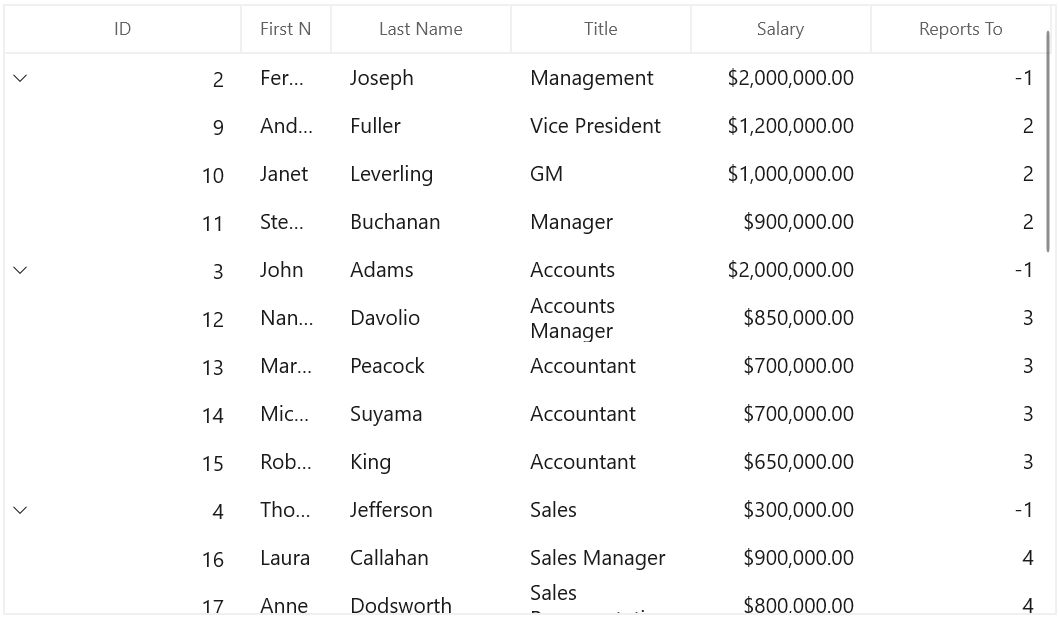 ID First N Last Name Title Salary Reports To
2 Fer... Joseph Management $2,000,000.00 -1
9 And... Fuller Vice President $1,200,000.00 2
10 Janet Leverling GM $1,000,000.00 2
11 Ste... Buchanan Manager $900,000.00 2
3 John Adams Accounts $2,000,000.00 -1
12 Nan... Davolio Accounts Manager $850,000.00 3
13 Mar... Peacock Accountant $700,000.00 3
14 Mic... Suyama Accountant $700,000.00 3
15 Rob... King Accountant $650,000.00 3
4 Tho... Jefferson Sales $300,000.00 -1
16 Laura Callahan Sales Manager $900,000.00 4
17 Anne Dodsworth Sales $800,000.00 4